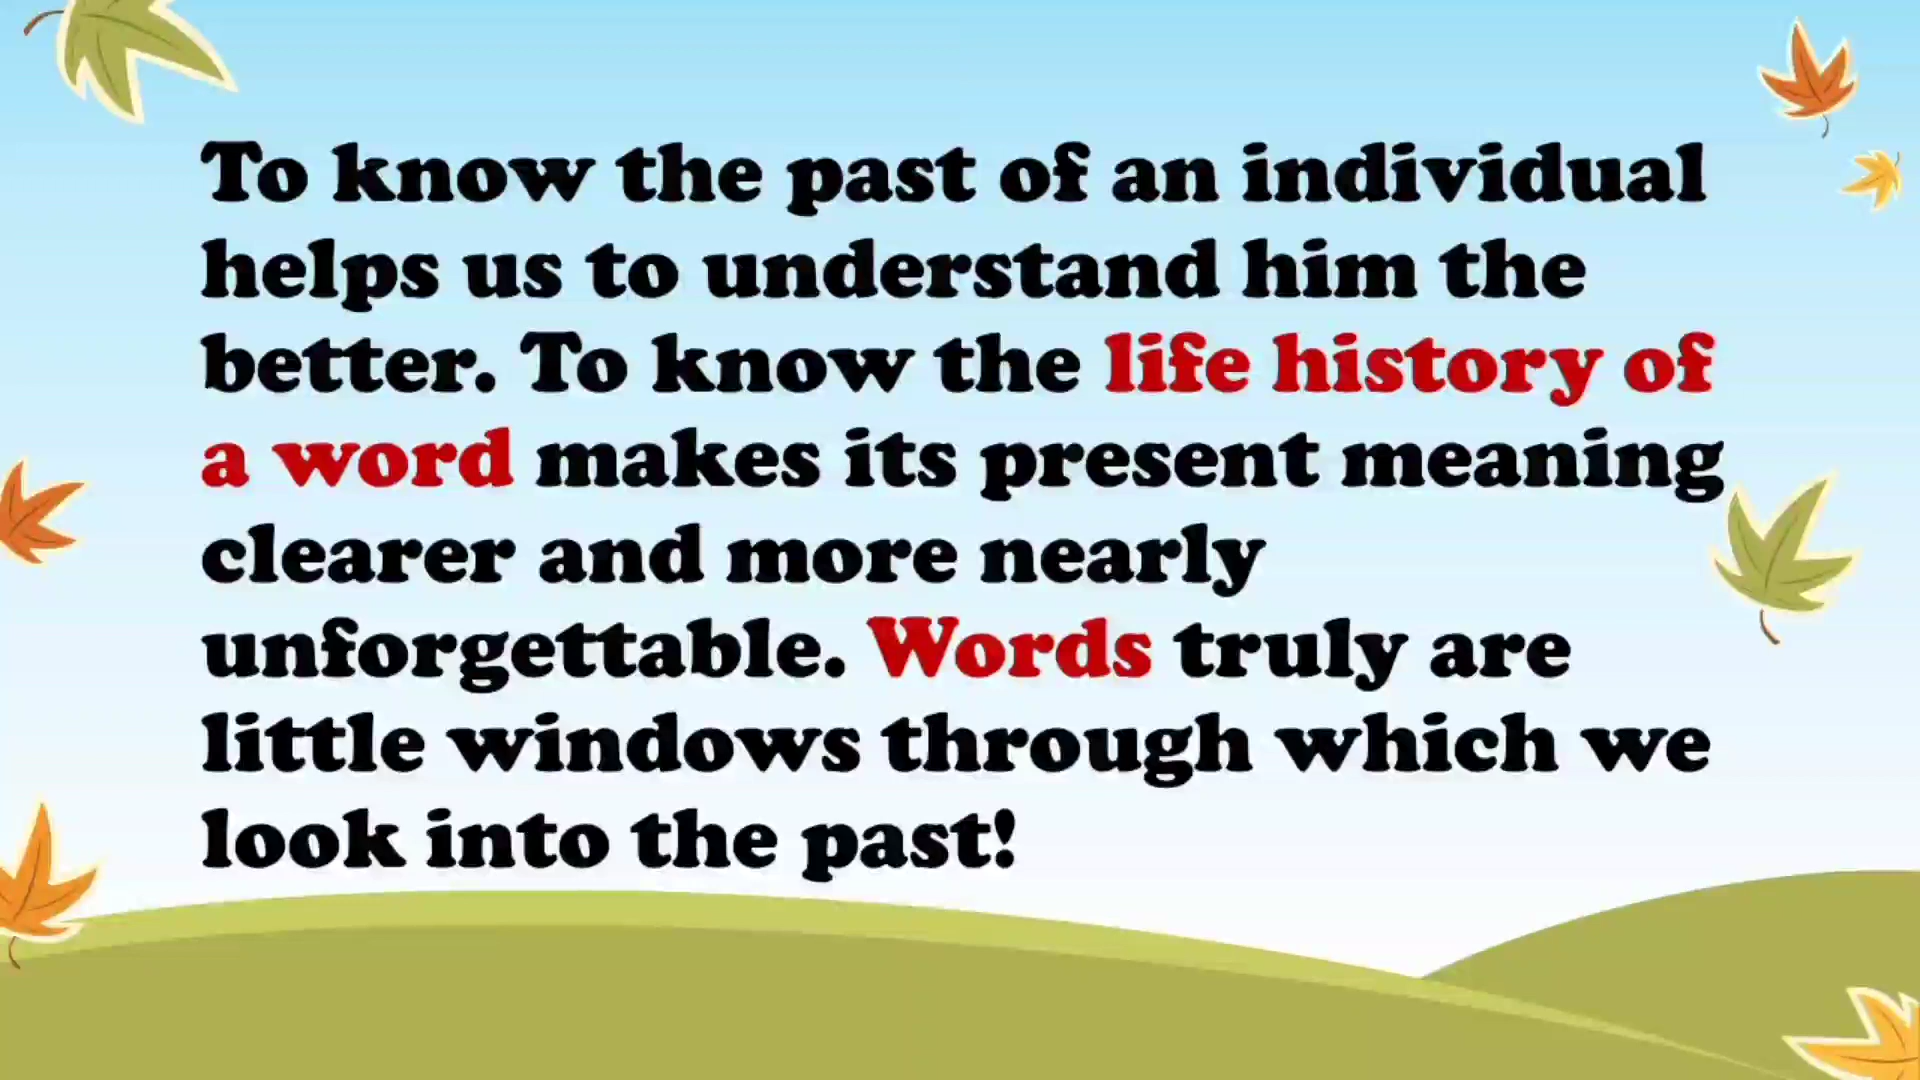 To know the past of an individual
helps us to understand him the
better. To know the life history of
a word makes its present meaning
clearer and more nearly
unforgettable. Words truly are
little windows through which we
look into the past!